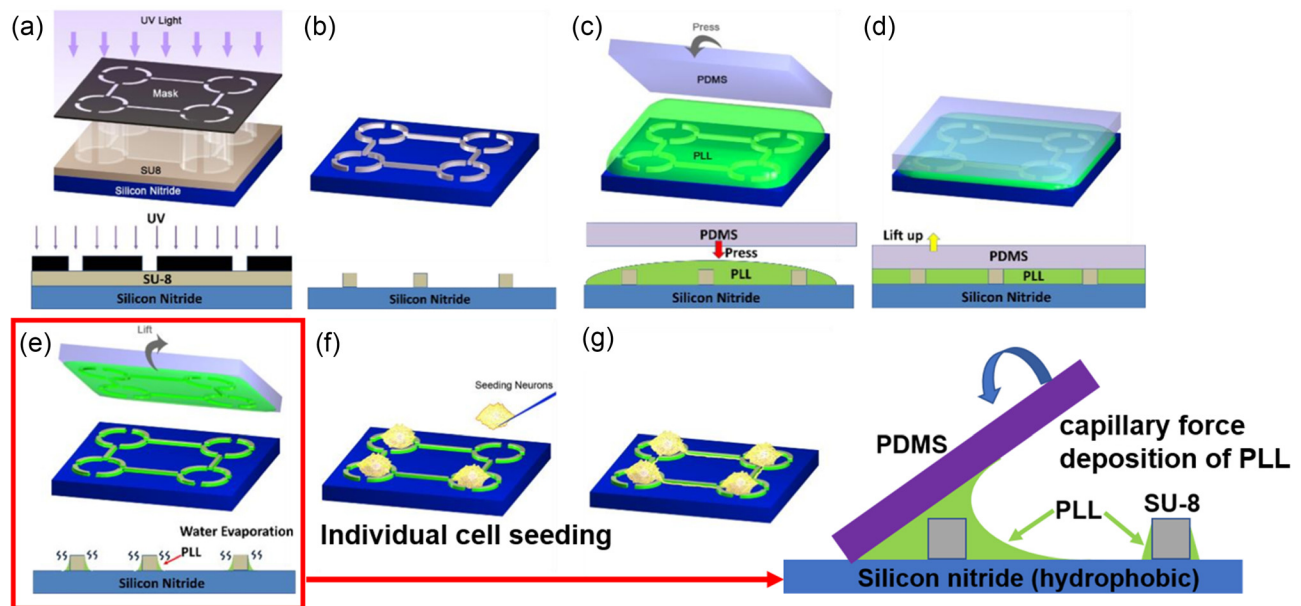 (a)
UV Light
Mask
SU8
Silicon Nitride
UV
SU-8
Silicon Nitride
(b)
Silicon Nitride
(c)
Press
PDMS
PLL
PDMS
Press
PLL
Silicon Nitride
(d)
Lift up
PDMS
PLL
Silicon Nitride
(e)
Lift
Water Evaporation
PLL
Silicon Nitride
(f)
Seeding Neurons
Individual cell seeding
(g)
PDMS
capillary force
deposition of PLL
PLL
SU-8
Silicon nitride (hydrophobic)